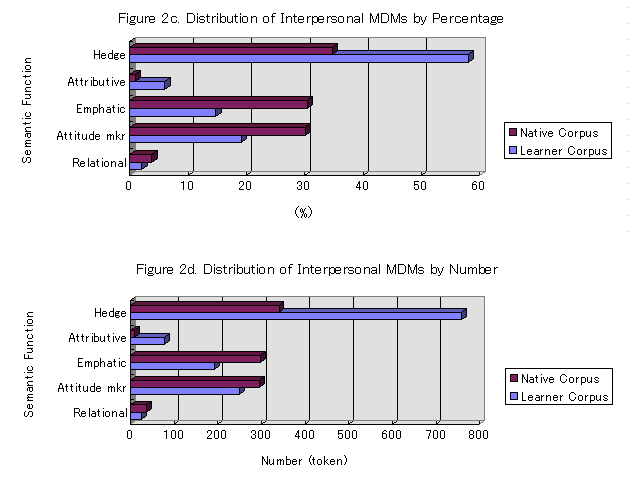 Figure 2c. Distribution of Interpersonal MDMs by Percentage
Semantic Function
Hedge
Attributive
Emphatic
Attitude mkr
Relational
0 10 20 30 40 50 60
(%)
Native Corpus
Learner Corpus
Figure 2d. Distribution of Interpersonal MDMs by Number
Semantic Function
Hedge
Attributive
Emphatic
Attitude mkr
Relational
0 100 200 300 400 500 600 700 800
Number (token)
Native Corpus
Learner Corpus